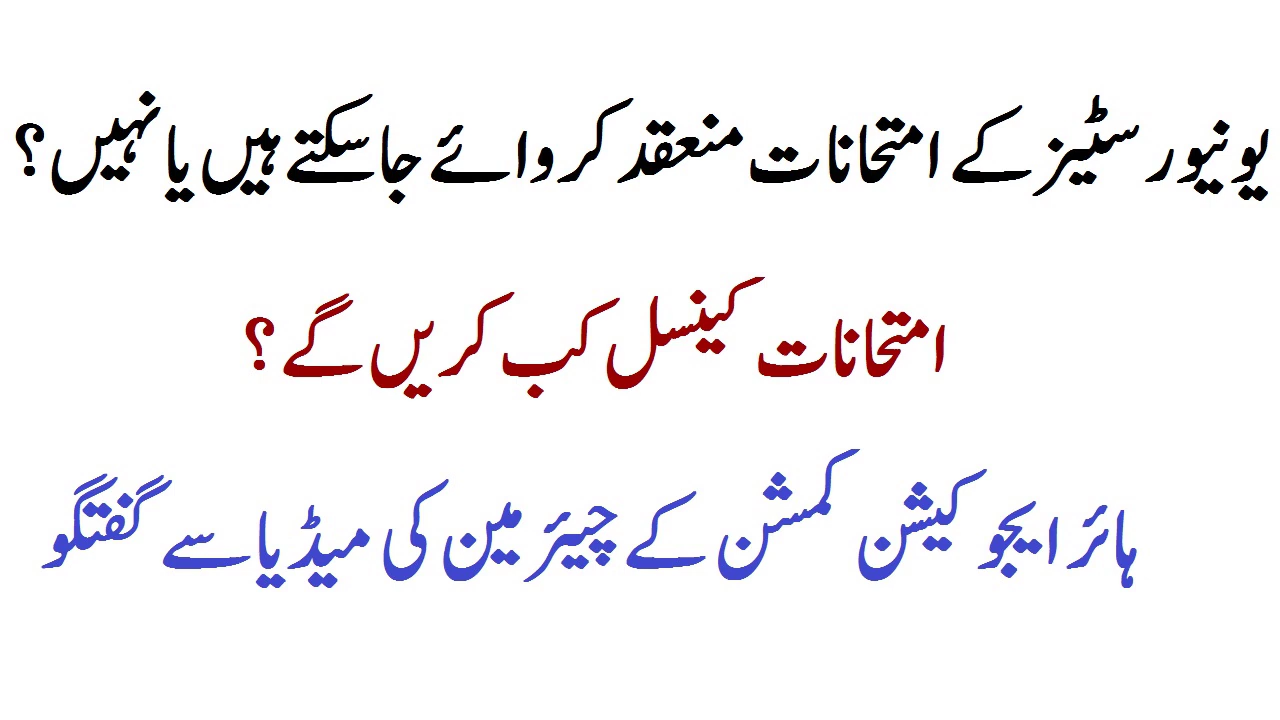 یونیورسٹیز کے امتحانات منعقد کروائے جاسکتے ہیں یا نہیں؟
امتحانات کینسل کب کریں گے؟
ہائر ایجوکیشن کمشن کے چیئرمین کی میڈیا سے گفتگو